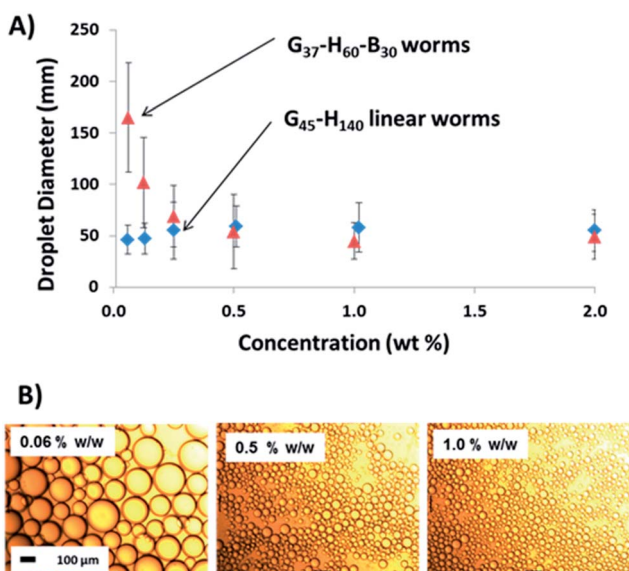 A)
250
200
150
100
50
0
Droplet Diameter (mm)
G₃₇-H₆₀-B₃₀ worms
G₄₅-H₁₄₀ linear worms
0.0 0.5 1.0 1.5 2.0
Concentration (wt %)
B)
0.06 % w/w
0.5 % w/w
1.0 % w/w
100 µm